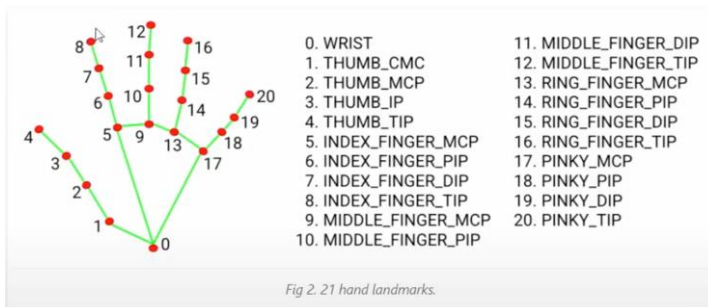 12
16
8
11
15
7
20
6
10
14
19
4
5
9
13
18
3
17
2
1
0
0. WRIST
1. THUMB_CMC
2. THUMB_MCP
3. THUMB_IP
4. THUMB_TIP
5. INDEX_FINGER_MCP
6. INDEX_FINGER_PIP
7. INDEX_FINGER_DIP
8. INDEX_FINGER_TIP
9. MIDDLE_FINGER_MCP
10. MIDDLE_FINGER_PIP
11. MIDDLE_FINGER_DIP
12. MIDDLE_FINGER_TIP
13. RING_FINGER_MCP
14. RING_FINGER_PIP
15. RING_FINGER_DIP
16. RING_FINGER_TIP
17. PINKY_MCP
18. PINKY_PIP
19. PINKY_DIP
20. PINKY_TIP
Fig 2. 21 hand landmarks.